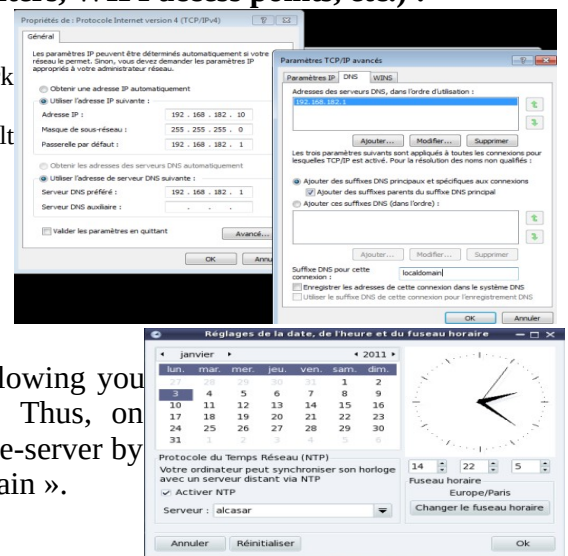 Propriétés de : Protocole Internet version 4 (TCP/IPv4)
Général
Les paramètres IP peuvent être déterminés automatiquement si votre
réseau le permet. Sinon, vous devez demander les paramètres IP
appropriés à votre administrateur réseau.
Obtenir une adresse IP automatiquement
Utiliser l'adresse IP suivante :
Adresse IP : 192 . 168 . 182 . 10
Masque de sous-réseau : 255 . 255 . 255 . 0
Passerelle par défaut : 192 . 168 . 182 . 1
Obtenir les adresses des serveurs DNS automatiquement
Utiliser l'adresse de serveur DNS suivante :
Serveur DNS préféré : 192 . 168 . 182 . 1
Serveur DNS auxiliaire : . . .
Valider les paramètres en quittant
Avancé...
OK
Paramètres TCP/IP avancés
Paramètres IP DNS WINS
Adresses des serveurs DNS, dans l'ordre d'utilisation :
192.168.182.1
Ajouter... Modifier... Supprimer
Les trois paramètres suivants sont appliqués à toutes les connexions pour
lesquelles TCP/IP est activé. Pour la résolution des noms non qualifiés :
Ajouter des suffixes DNS principaux et spécifiques aux connexions
Ajouter des suffixes parents du suffixe DNS principal
Ajouter ces suffixes DNS (dans l'ordre) :
Ajouter... Modifier... Supprimer
Suffixe DNS pour cette
connexion : localdomain
Enregistrer les adresses de cette connexion dans le système DNS
Utiliser le suffixe DNS de cette connexion pour l'enregistrement DNS
OK Annuler
lowing you
Thus, on
e-server by
ain ».
Réglages de la date, de l'heure et du fuseau horaire
janvier 2011
lun. mar. mer. jeu. ven. sam. dim.
27 28 29 30 31 1 2
3 4 5 6 7 8 9
10 11 12 13 14 15 16
17 18 19 20 21 22 23
24 25 26 27 28 29 30
31 1 2 3 4 5 6
Protocole du Temps Réseau (NTP)
Votre ordinateur peut synchroniser son horloge
avec un serveur distant via NTP
Activer NTP
Serveur : alcasar
14 22 5
Fuseau horaire
Europe/Paris
Changer le fuseau horaire
Annuler Réinitialiser Ok